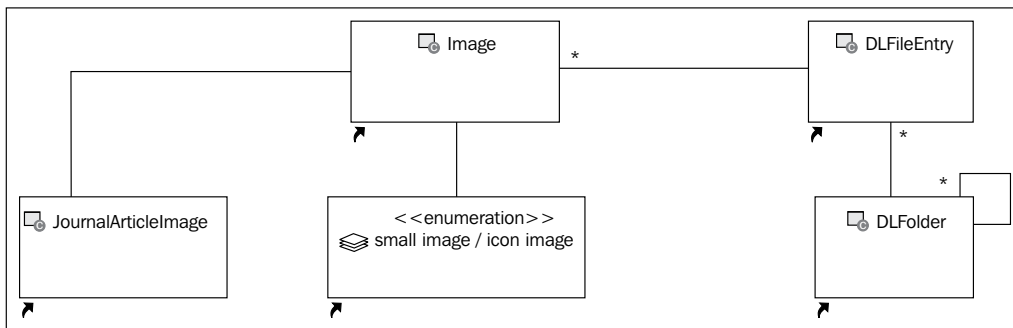 Image
DLFileEntry
*
*
*
JournalArticleImage
<<enumeration>>
small image / icon image
DLFolder